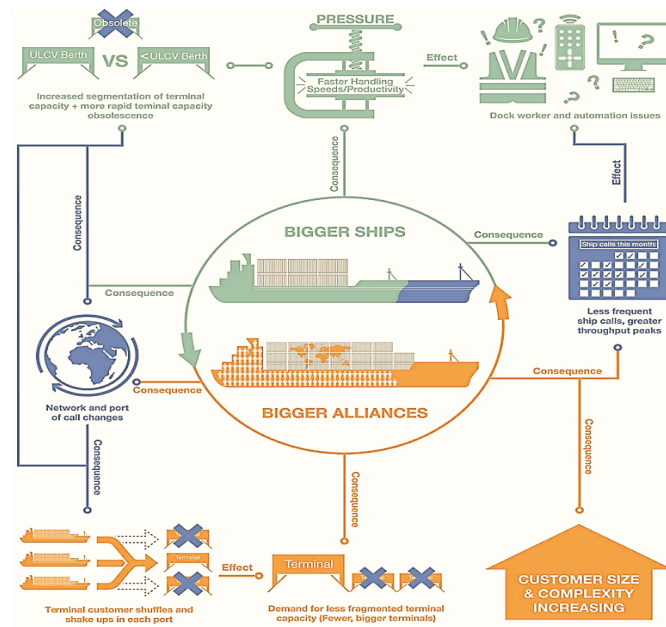 Obsolete
ULCV Berth
VS
<ULCV Berth
Increased segmentation of terminal
capacity + more rapid teminal capacity
obsolescence
PRESSURE
Faster Handling
Speeds/Productivity
Effect
Dock worker and automation issues
Consequence
Consequence
Effect
BIGGER SHIPS
Consequence
Ship calls this month:
Consequence
Less frequent
ship calls, greater
throughput peaks
Consequence
Consequence
BIGGER ALLIANCES
Network and port
of call changes
Consequence
Consequence
Consequence
Terminal
Effect
Terminal
Terminal customer shuffles and
shake ups in each port
Demand for less fragmented terminal
capacity (Fewer, bigger terminals)
CUSTOMER SIZE
& COMPLEXITY
INCREASING